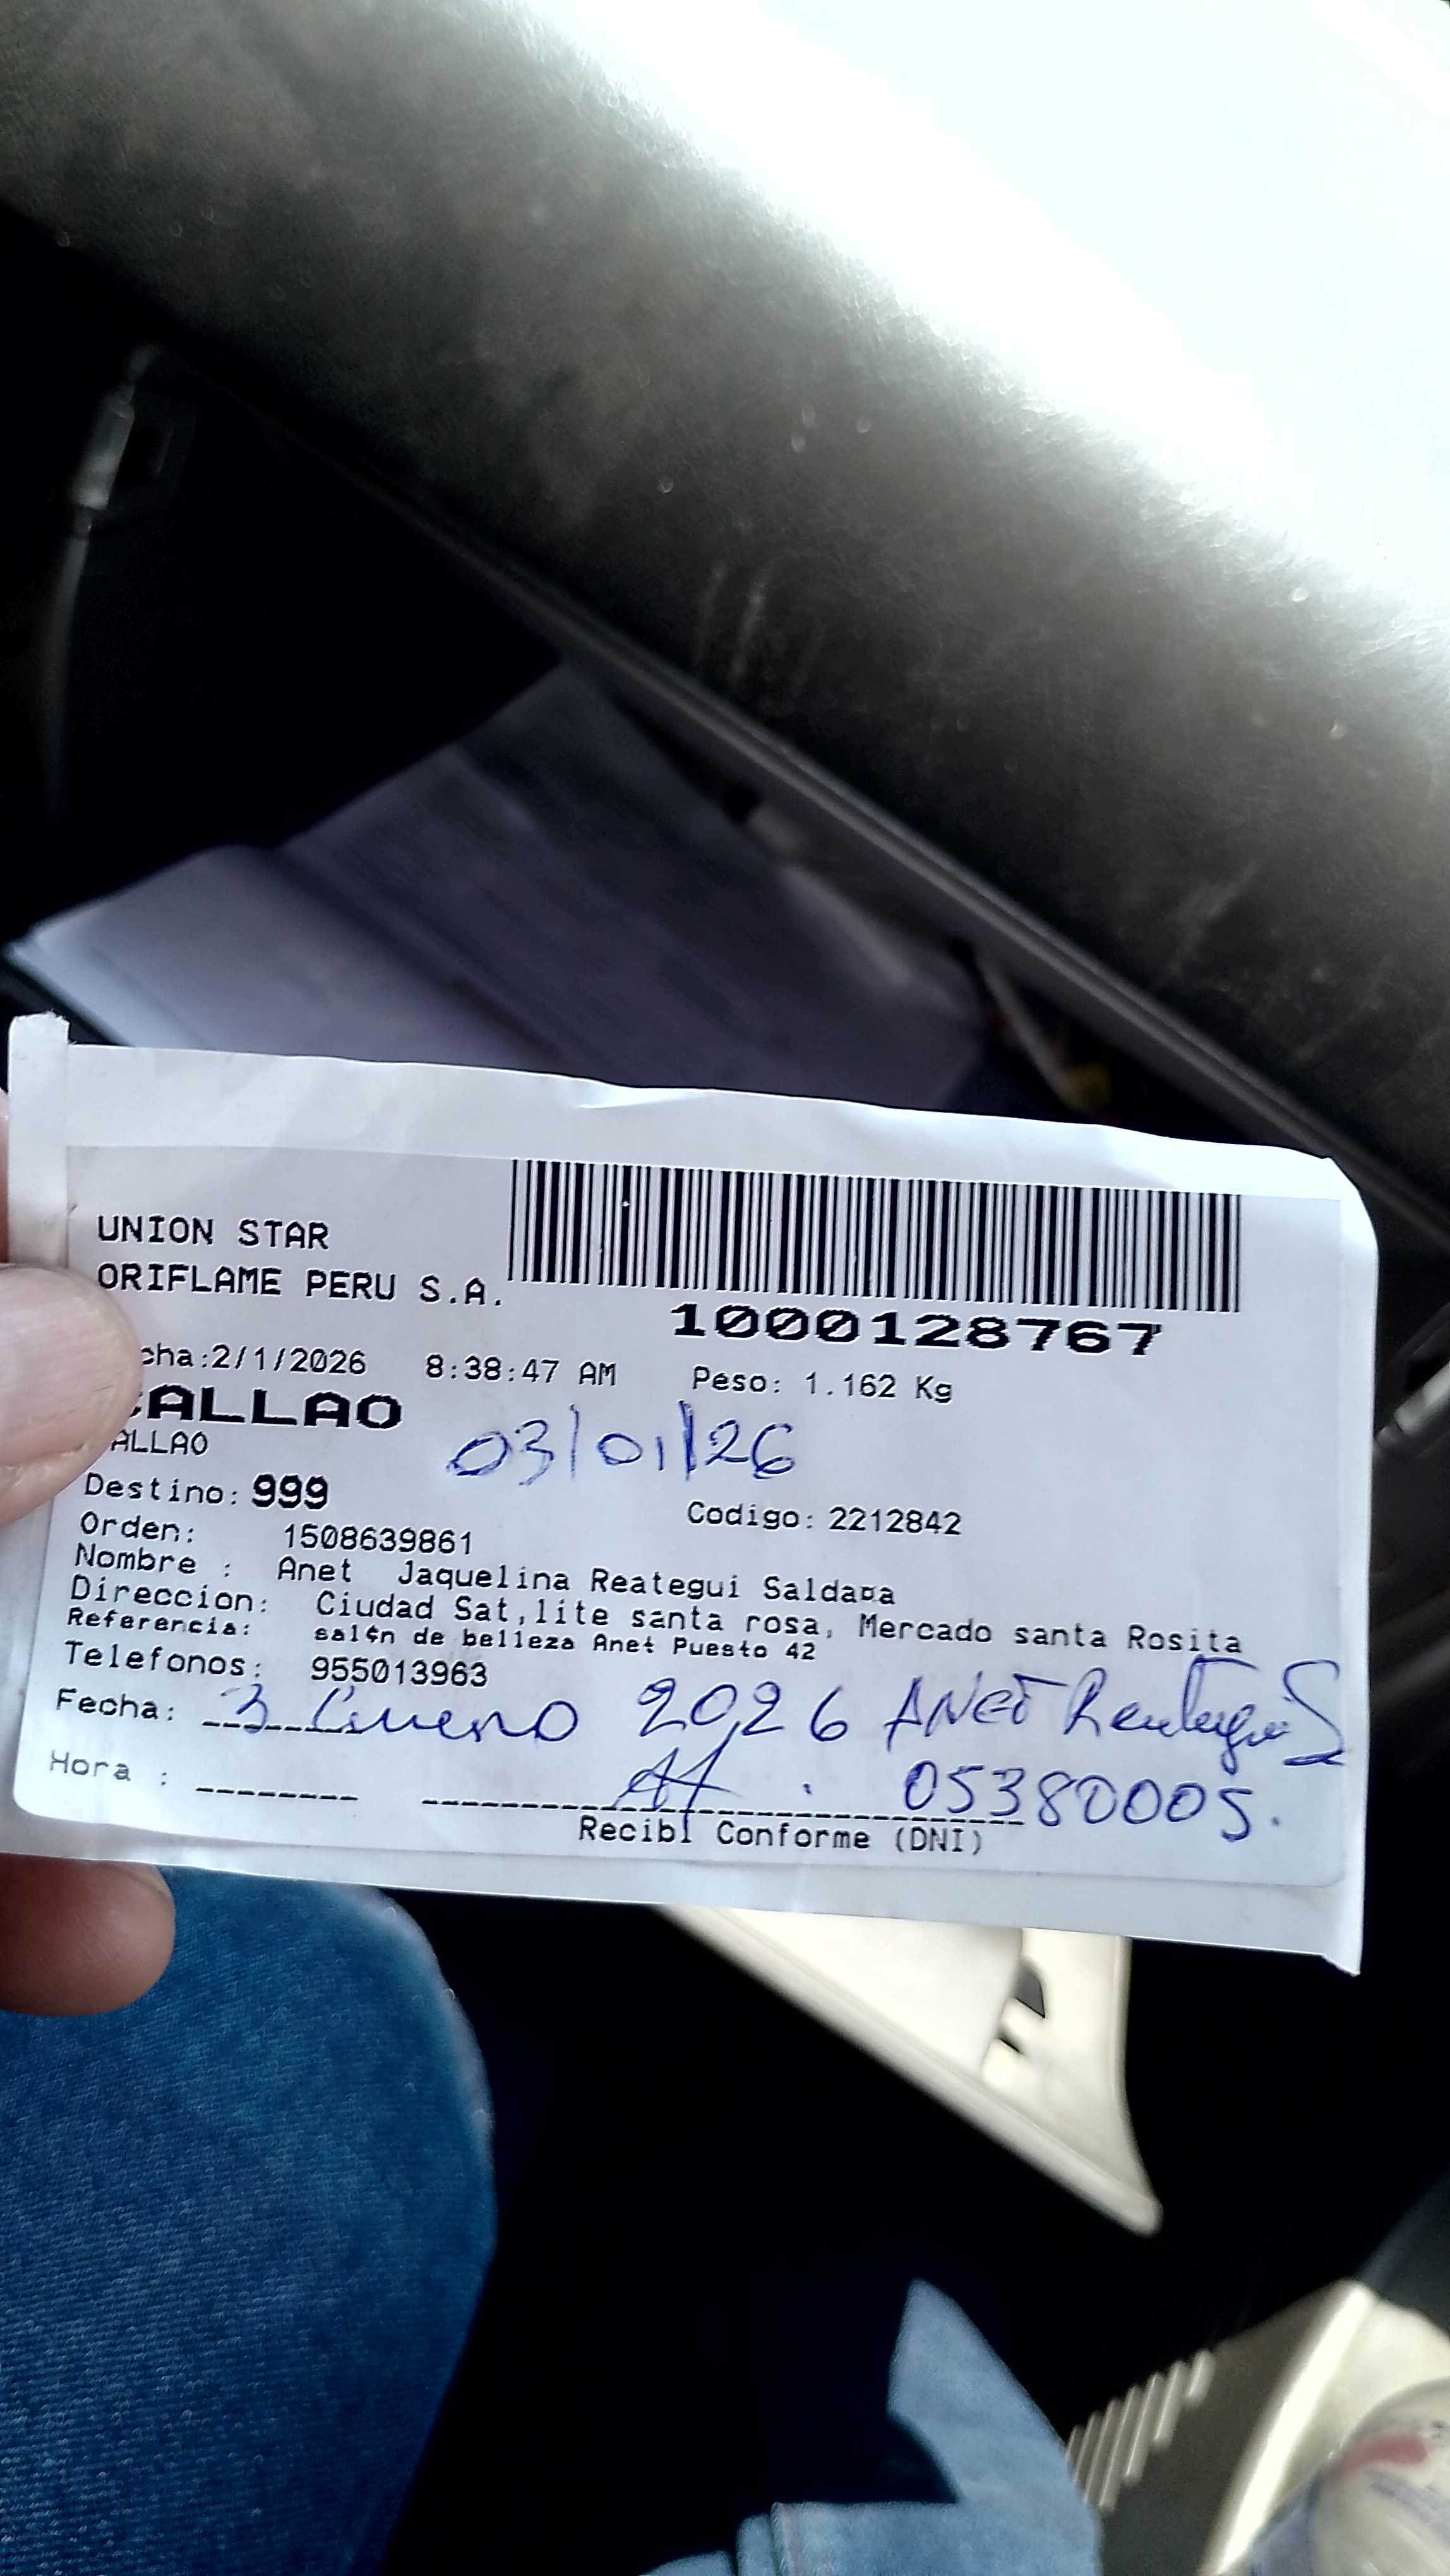 UNION STAR
ORIFLAME PERU S.A.
1000128767
cha:2/1/2026 8:38:47 AM Peso: 1.162 Kg
CALLAO
ALLAO
03/01/26
Destino: 999 Codigo: 2212842
Orden: 1508639861
Nombre : Anet Jaquelina Reategui Saldaɒa
Direccion: Ciudad Sat,lite santa rosa, Mercado santa Rosita
Referencia: sal¢n de belleza Anet Puesto 42
Telefonos: 955013963
Fecha: 3 Enero 2026 ANET Reategui S
Hora : 05380005.
Recibi Conforme (DNI)